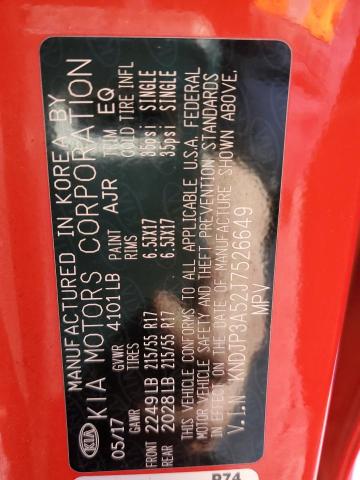 MANUFACTURED IN KOREA BY
KIA KIA MOTORS CORPORATION
05/17 GVWR 4101LB PAINT AJR TRIM EQ
GAWR TIRES RIMS COLD TIRE INFL
FRONT 2249LB 215/55 R17 6.5JX17 36psi SINGLE
REAR 2028LB 215/55 R17 6.5JX17 35psi SINGLE
THIS VEHICLE CONFORMS TO ALL APPLICABLE U.S.A. FEDERAL
MOTOR VEHICLE SAFETY AND THEFT PREVENTION STANDARDS
IN EFFECT ON THE DATE OF MANUFACTURE SHOWN ABOVE.
V.I.N KNDJP3A52J7526649
MPV
P74